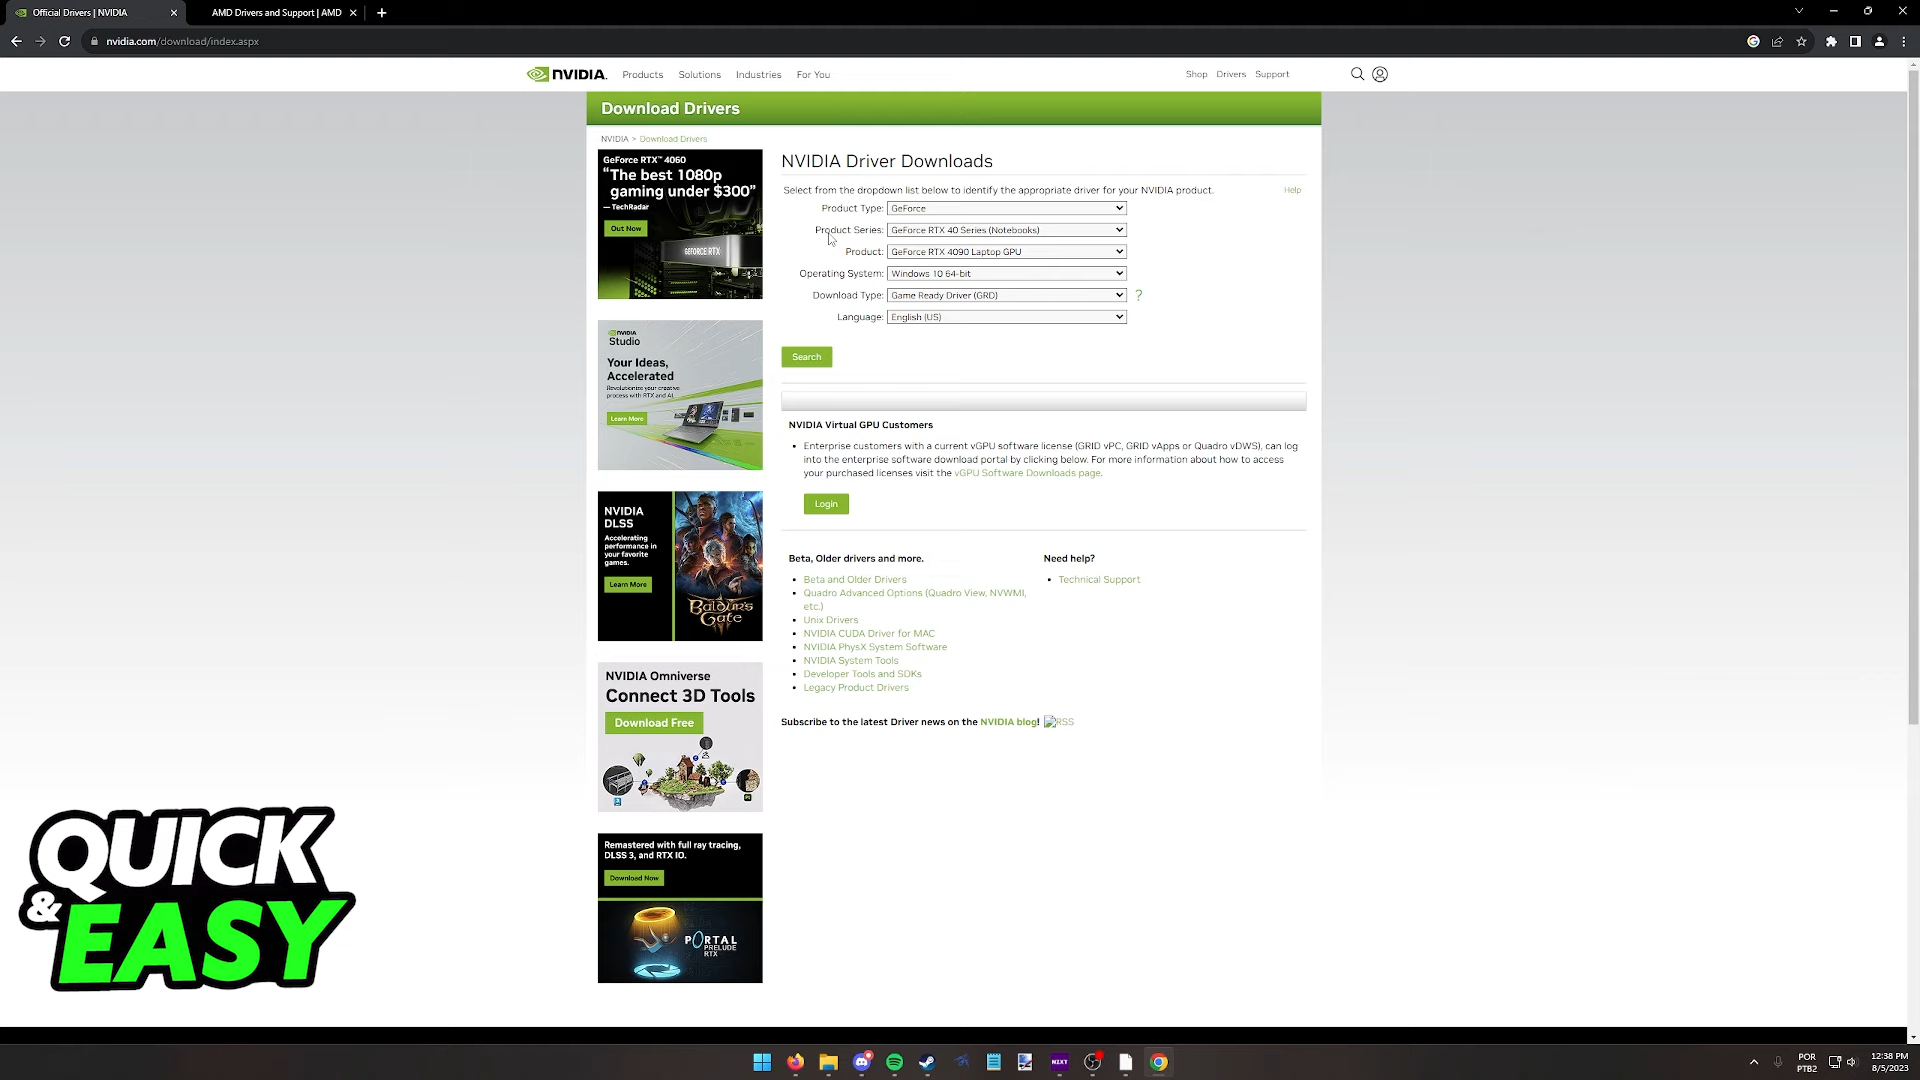 Official Drivers | NVIDIA
AMD Drivers and Support | AMD
nvidia.com/download/index.aspx
NVIDIA.
Products
Solutions
Industries
For You
Shop
Drivers
Support
Download Drivers
NVIDIA > Download Drivers
GeForce RTX™ 4060
"The best 1080p
gaming under $300"
— TechRadar
Out Now
GEFORCE RTX
NVIDIA
Studio
Your Ideas,
Accelerated
Revolutionize your creative
process with RTX and AI.
Learn More
NVIDIA
DLSS
Accelerating
performance in
your favorite
games.
Learn More
Baldur's
Gate
NVIDIA Omniverse
Connect 3D Tools
Download Free
Remastered with full ray tracing,
DLSS 3, and RTX IO.
Download Now
PORTAL
PRELUDE
RTX
NVIDIA Driver Downloads
Select from the dropdown list below to identify the appropriate driver for your NVIDIA product.
Help
Product Type: GeForce
Product Series: GeForce RTX 40 Series (Notebooks)
Product: GeForce RTX 4090 Laptop GPU
Operating System: Windows 10 64-bit
Download Type: Game Ready Driver (GRD) ?
Language: English (US)
Search
NVIDIA Virtual GPU Customers
• Enterprise customers with a current vGPU software license (GRID vPC, GRID vApps or Quadro vDWS), can log
into the enterprise software download portal by clicking below. For more information about how to access
your purchased licenses visit the vGPU Software Downloads page.
Login
Beta, Older drivers and more.
• Beta and Older Drivers
• Quadro Advanced Options (Quadro View, NVWMI,
etc.)
• Unix Drivers
• NVIDIA CUDA Driver for MAC
• NVIDIA PhysX System Software
• NVIDIA System Tools
• Developer Tools and SDKs
• Legacy Product Drivers
Need help?
• Technical Support
Subscribe to the latest Driver news on the NVIDIA blog! RSS
QUICK
& EASY
NZXT
POR
PTB2
12:38 PM
8/5/2023